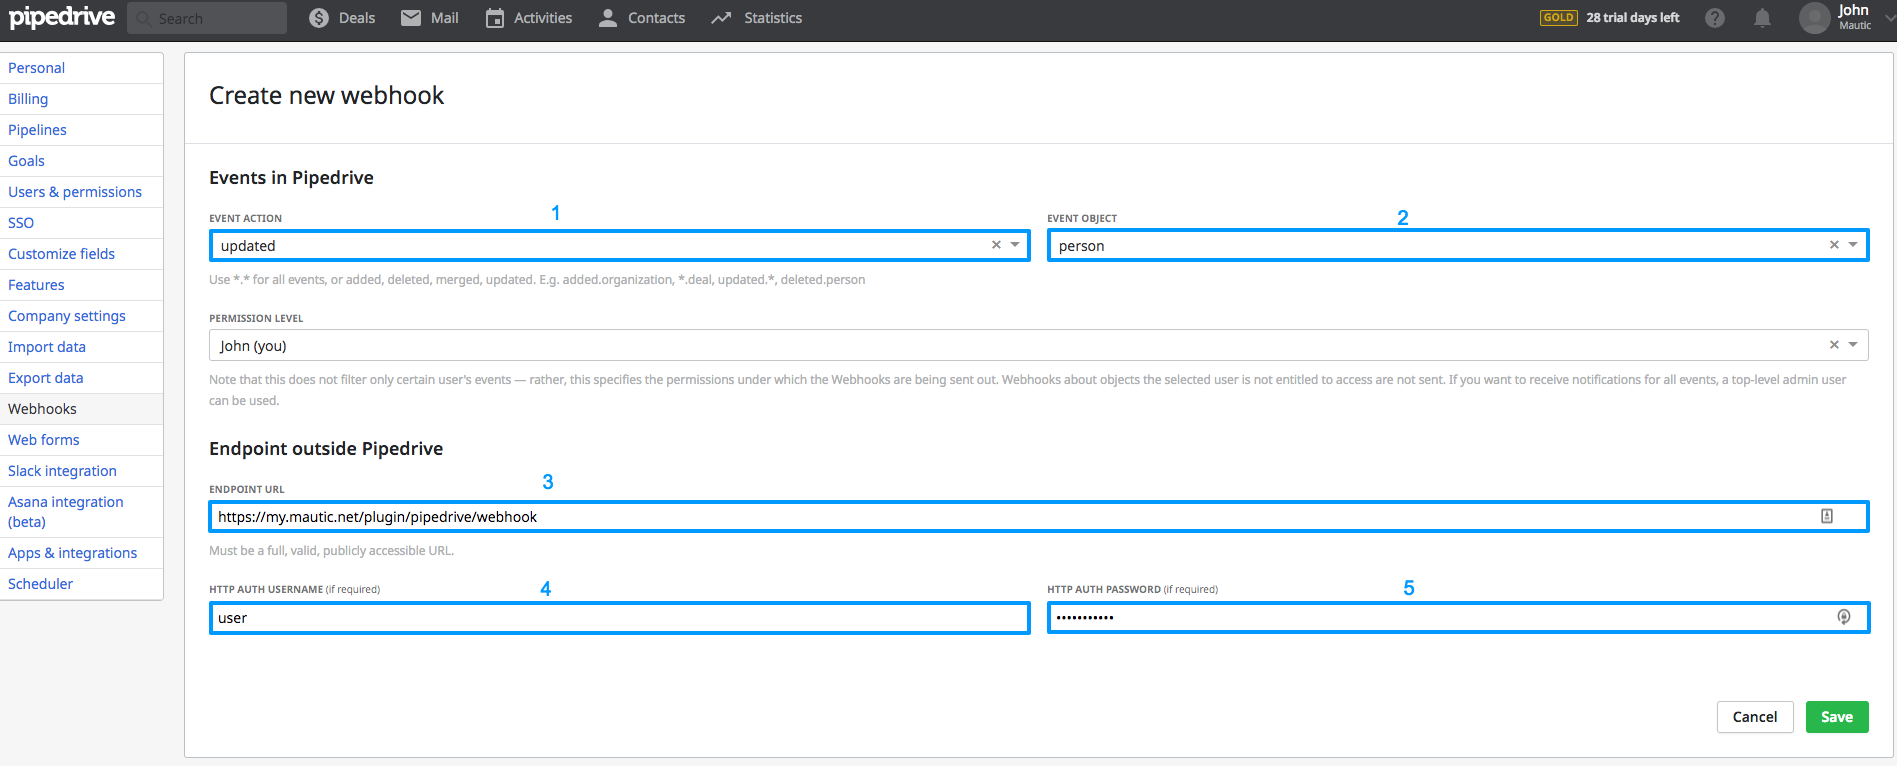 pipedrive Search Deals Mail Activities Contacts Statistics GOLD 28 trial days left John
Mautic
Personal
Billing
Pipelines
Goals
Users & permissions
SSO
Customize fields
Features
Company settings
Import data
Export data
Webhooks
Web forms
Slack integration
Asana integration
(beta)
Apps & integrations
Scheduler
Create new webhook
Events in Pipedrive
EVENT ACTION 1
updated
EVENT OBJECT 2
person
Use *.* for all events, or added, deleted, merged, updated. E.g. added.organization, *.deal, updated.*, deleted.person
PERMISSION LEVEL
John (you)
Note that this does not filter only certain user's events — rather, this specifies the permissions under which the Webhooks are being sent out. Webhooks about objects the selected user is not entitled to access are not sent. If you want to receive notifications for all events, a top-level admin user
can be used.
Endpoint outside Pipedrive
ENDPOINT URL 3
https://my.mautic.net/plugin/pipedrive/webhook
Must be a full, valid, publicly accessible URL.
HTTP AUTH USERNAME (if required) 4
user
HTTP AUTH PASSWORD (if required) 5
•••••••••••
Cancel Save